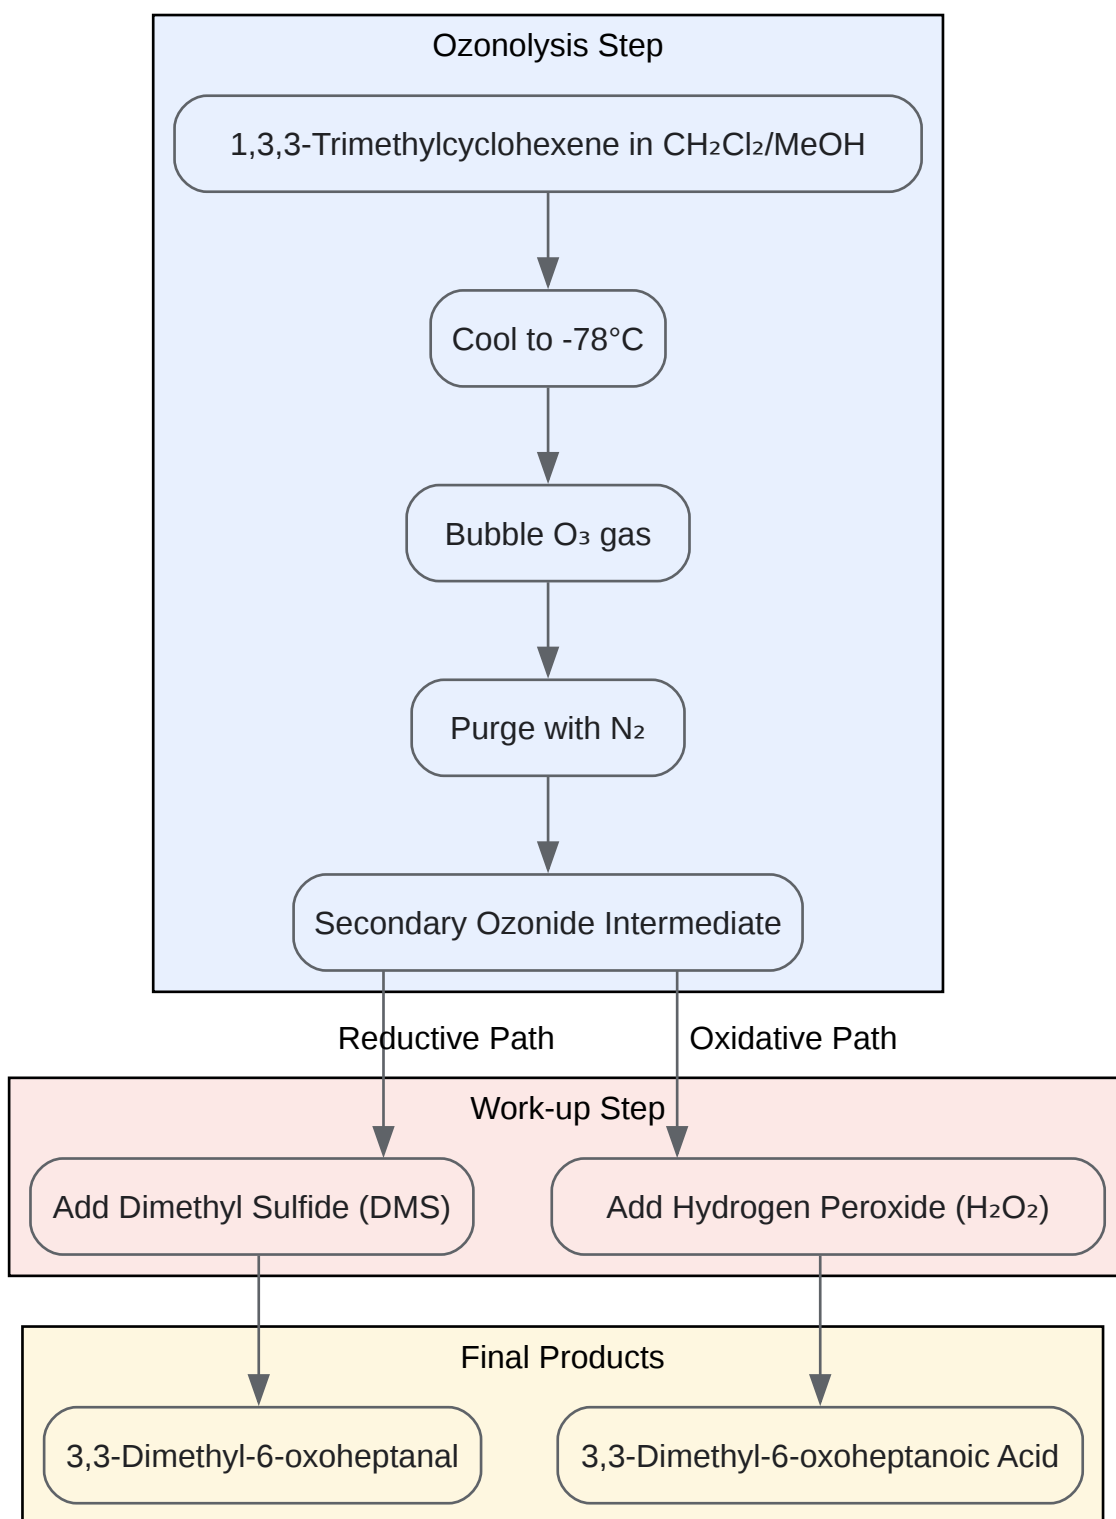 Ozonolysis Step
1,3,3-Trimethylcyclohexene in CH₂Cl₂/MeOH
Cool to -78°C
Bubble O₃ gas
Purge with N₂
Secondary Ozonide Intermediate
Reductive Path
Oxidative Path
Work-up Step
Add Dimethyl Sulfide (DMS)
Add Hydrogen Peroxide (H₂O₂)
Final Products
3,3-Dimethyl-6-oxoheptanal
3,3-Dimethyl-6-oxoheptanoic Acid